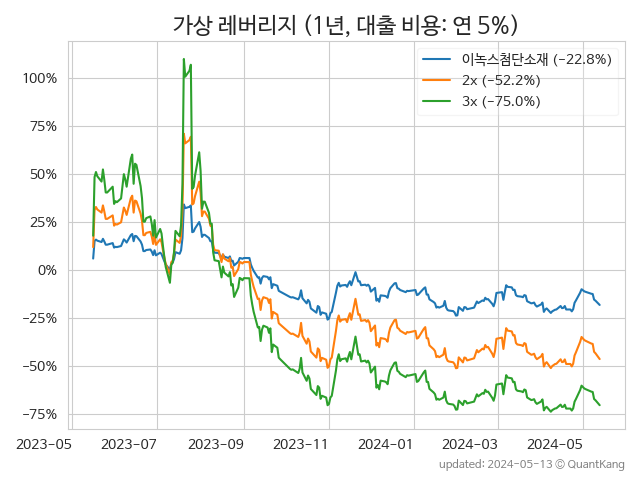 가상 레버리지 (1년, 대출 비용: 연 5%)
이녹스첨단소재 (−22.8%)
2x (−52.2%)
3x (−75.0%)
100%
75%
50%
25%
0%
−25%
−50%
−75%
2023-05 2023-07 2023-09 2023-11 2024-01 2024-03 2024-05
updated: 2024-05-13 © QuantKang